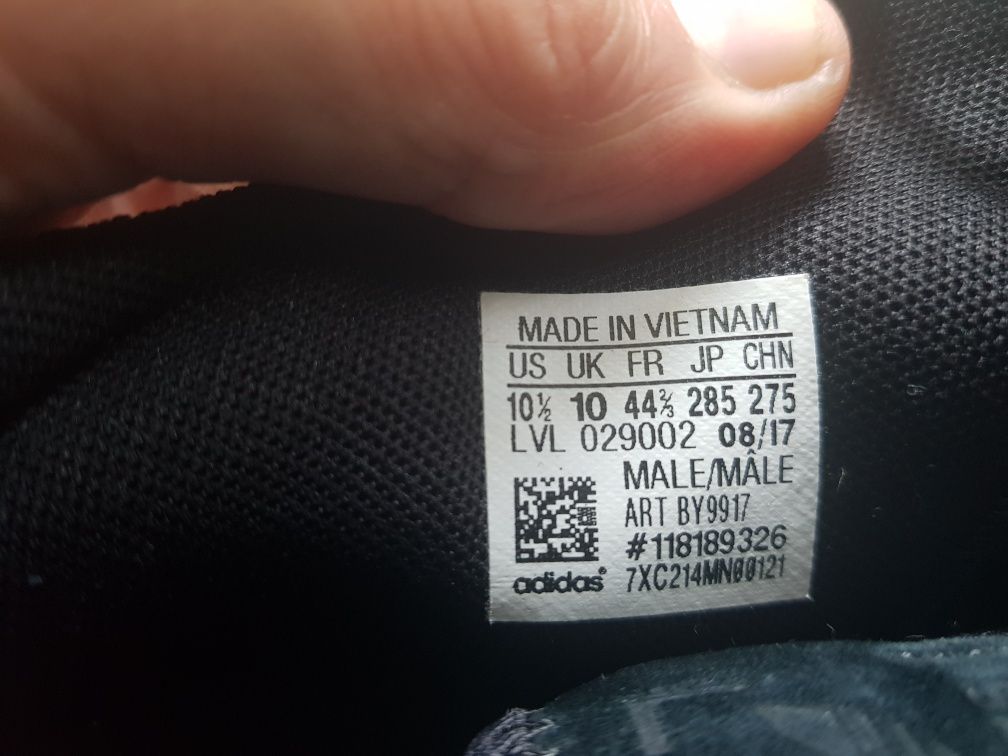 MADE IN VIETNAM
US UK FR JP CHN
10½ 10 44⅔ 285 275
LVL 029002 08/17
MALE/MÂLE
ART BY9917
#118189326
adidas® 7XC214MN00121